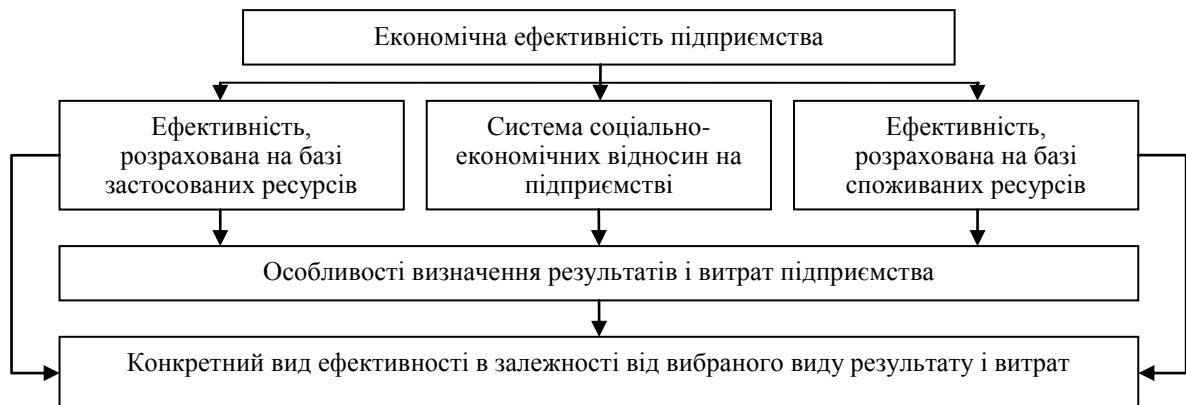 Економічна ефективність підприємства
Ефективність,
розрахована на базі
застосованих ресурсів
Система соціально-
економічних відносин на
підприємстві
Ефективність,
розрахована на базі
споживаних ресурсів
Особливості визначення результатів і витрат підприємства
Конкретний вид ефективності в залежності від вибраного виду результату і витрат